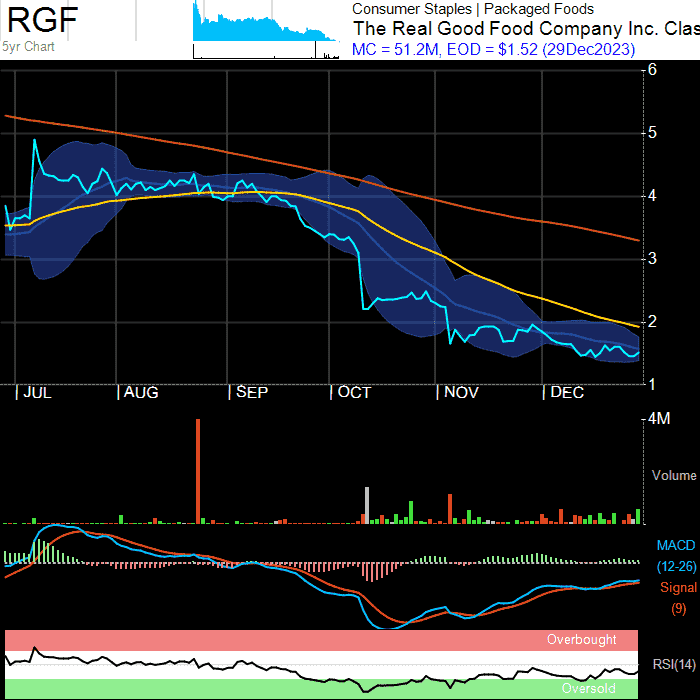 RGF
5yr Chart
Consumer Staples | Packaged Foods
The Real Good Food Company Inc. Clas
MC = 51.2M, EOD = $1.52 (29Dec2023)
6
5
4
3
2
1
JUL AUG SEP OCT NOV DEC
4M
Volume
MACD
(12-26)
Signal
(9)
Overbought
RSI(14)
Oversold